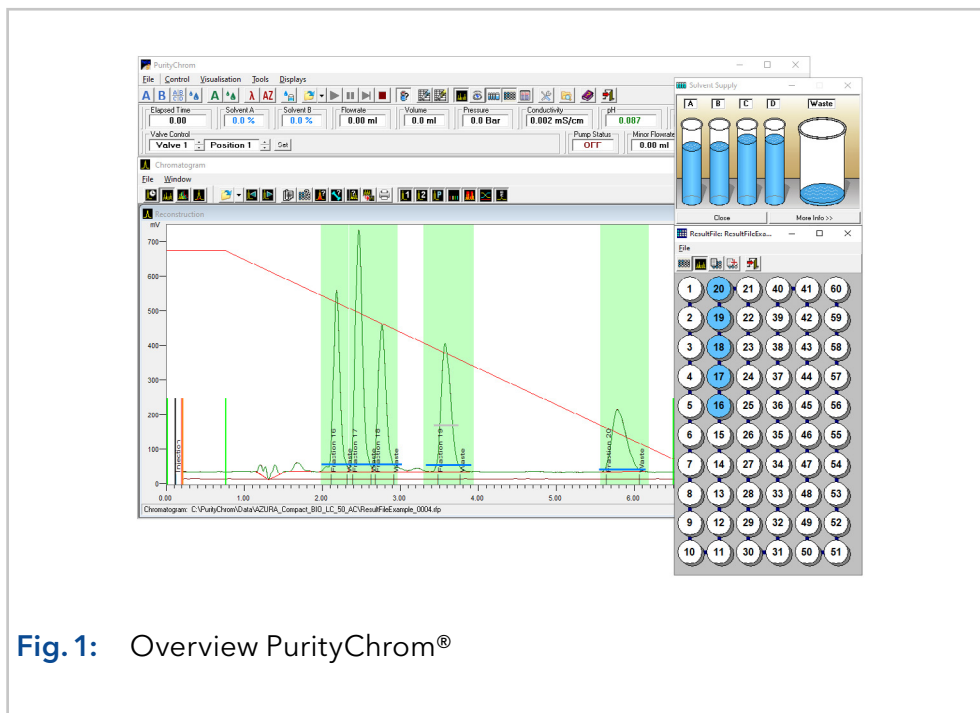 PurityChrom
File Control Visualisation Tools Displays
Elapsed Time Solvent A Solvent B Flowrate Volume Pressure Conductivity pH
0.00 0.0 % 0.0 % 0.00 ml 0.0 ml 0.0 Bar 0.002 mS/cm 0.087
Valve Control Pump Status Minor Flowrate
Valve 1 Position 1 Set OFF 0.00 ml
Chromatogram
File Window
Reconstruction
mV
700
600
500
400
300
200
100
0
Injection
Fraction 16
Waste
Fraction 17
Waste
Fraction 18
Waste
Fraction 19
Waste
Fraction 20
Waste
0.00 1.00 2.00 3.00 4.00 5.00 6.00
Chromatogram: C:\PurityChrom\Data\AZURA_Compact_BIO_LC_50_AC\ResultFileExample_0004.rfp
Solvent Supply
A B C D Waste
Close More Info >>
ResultFile: ResultFileExa...
File
1 20 21 40 41 60
2 19 22 39 42 59
3 18 23 38 43 58
4 17 24 37 44 57
5 16 25 36 45 56
6 15 26 35 46 55
7 14 27 34 47 54
8 13 28 33 48 53
9 12 29 32 49 52
10 11 30 31 50 51
Fig. 1: Overview PurityChrom®